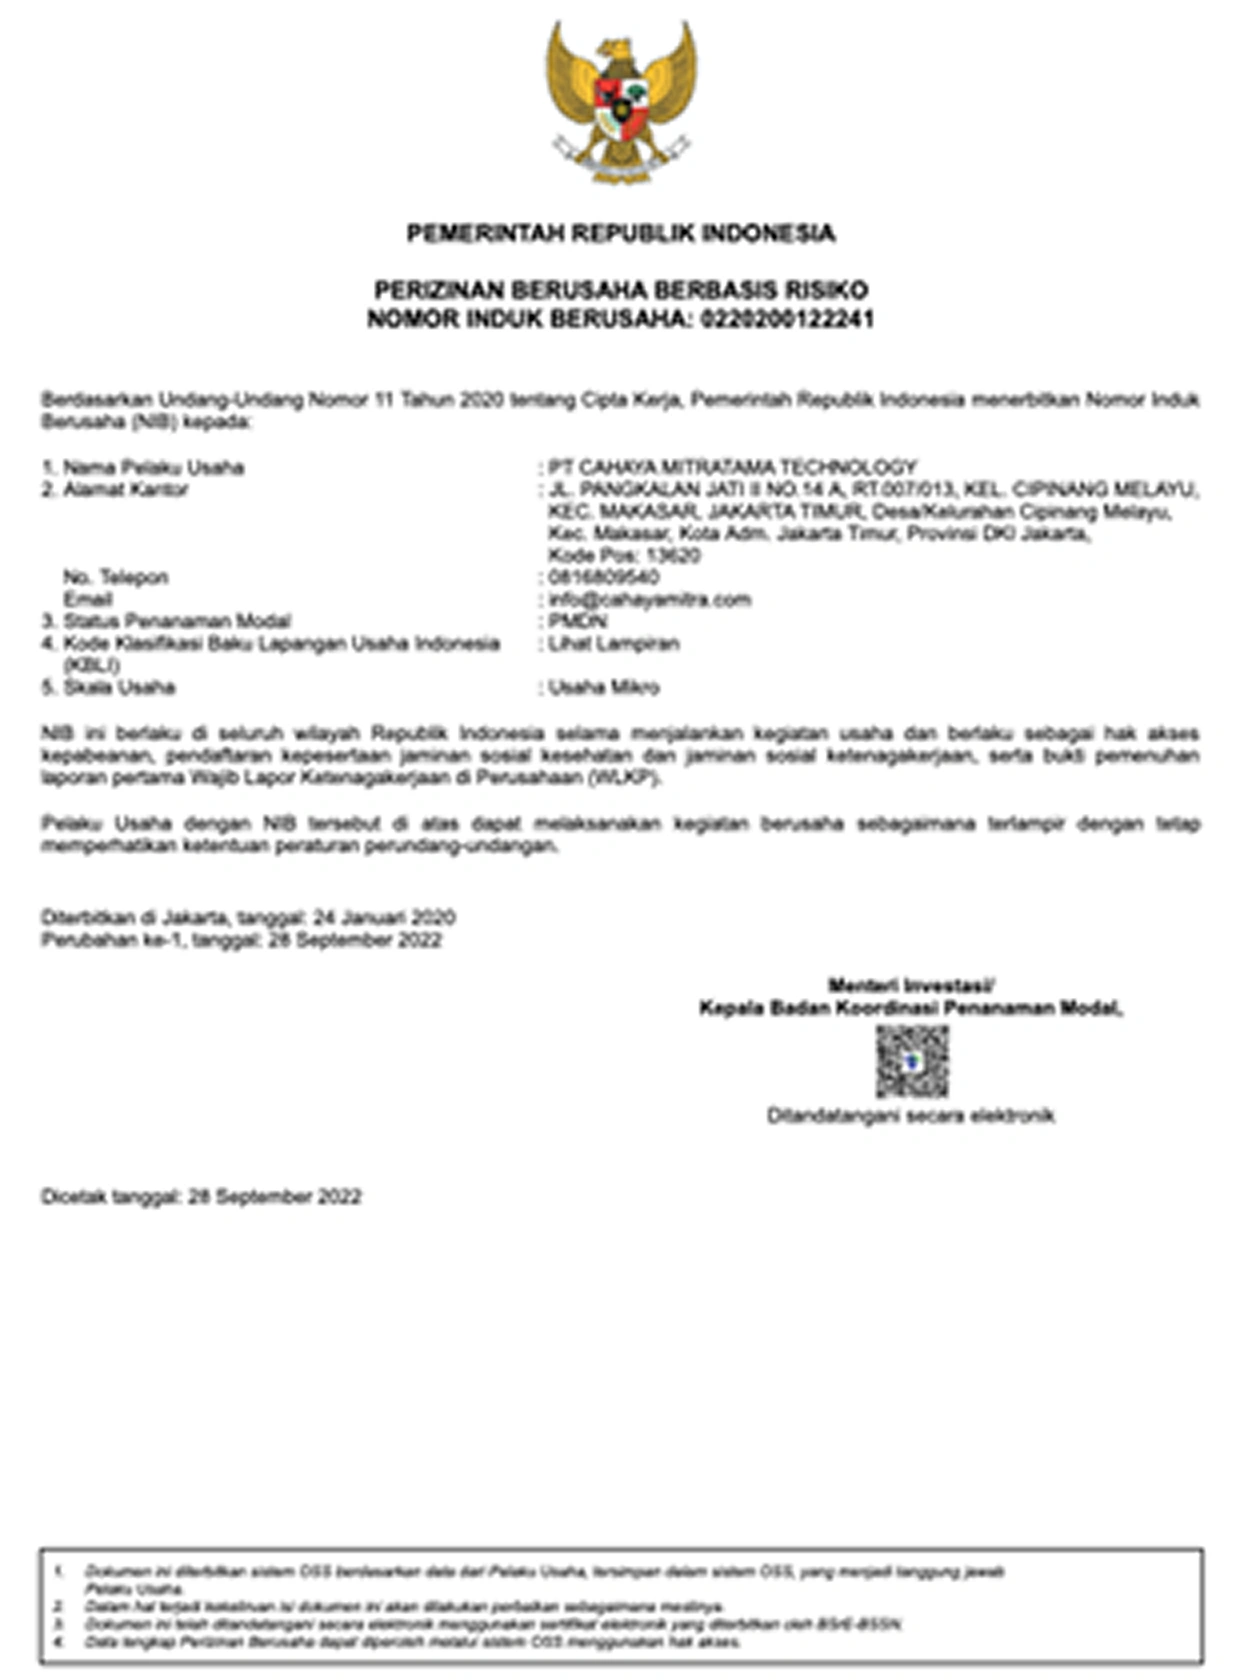 PEMERINTAH REPUBLIK INDONESIA
PERIZINAN BERUSAHA BERBASIS RISIKO
NOMOR INDUK BERUSAHA: 0220200122241
Berdasarkan Undang-Undang Nomor 11 Tahun 2020 tentang Cipta Kerja, Pemerintah Republik Indonesia menerbitkan Nomor Induk
Berusaha (NIB) kepada:
1. Nama Pelaku Usaha : PT CAHAYA MITRATAMA TECHNOLOGY
2. Alamat Kantor : JL. PANGKALAN JATI II NO.14 A, RT.007/013, KEL. CIPINANG MELAYU,
KEC. MAKASAR, JAKARTA TIMUR, Desa/Kelurahan Cipinang Melayu,
Kec. Makasar, Kota Adm. Jakarta Timur, Provinsi DKI Jakarta,
Kode Pos: 13620
No. Telepon : 0816809540
Email : info@cahayamitra.com
3. Status Penanaman Modal : PMDN
4. Kode Klasifikasi Baku Lapangan Usaha Indonesia : Lihat Lampiran
(KBLI)
5. Skala Usaha : Usaha Mikro
NIB ini berlaku di seluruh wilayah Republik Indonesia selama menjalankan kegiatan usaha dan berlaku sebagai hak akses
kepabeanan, pendaftaran kepesertaan jaminan sosial kesehatan dan jaminan sosial ketenagakerjaan, serta bukti pemenuhan
laporan pertama Wajib Lapor Ketenagakerjaan di Perusahaan (WLKP).
Pelaku Usaha dengan NIB tersebut di atas dapat melaksanakan kegiatan berusaha sebagaimana terlampir dengan tetap
memperhatikan ketentuan peraturan perundang-undangan.
Diterbitkan di Jakarta, tanggal: 24 Januari 2020
Perubahan ke-1, tanggal: 28 September 2022
Menteri Investasi/
Kepala Badan Koordinasi Penanaman Modal,
Ditandatangani secara elektronik
Dicetak tanggal: 28 September 2022
1. Dokumen ini diterbitkan sistem OSS berdasarkan data dari Pelaku Usaha, tersimpan dalam sistem OSS, yang menjadi tanggung jawab
Pelaku Usaha.
2. Dalam hal terjadi kekeliruan isi dokumen ini akan dilakukan perbaikan sebagaimana mestinya.
3. Dokumen ini telah ditandatangani secara elektronik menggunakan sertifikat elektronik yang diterbitkan oleh BSrE-BSSN.
4. Data lengkap Perizinan Berusaha dapat diperoleh melalui sistem OSS menggunakan hak akses.